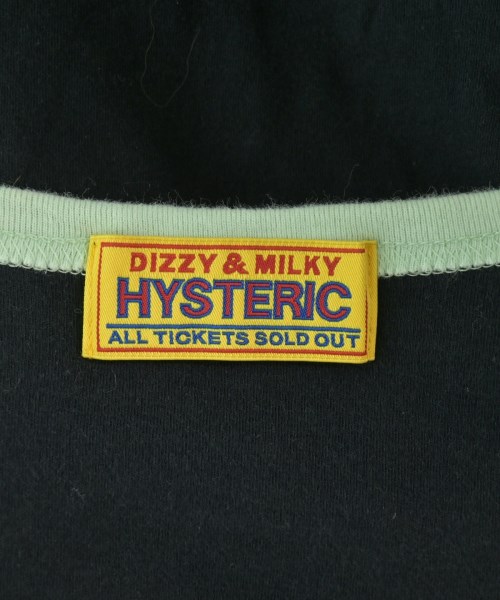 DIZZY & MILKY
HYSTERIC
ALL TICKETS SOLD OUT